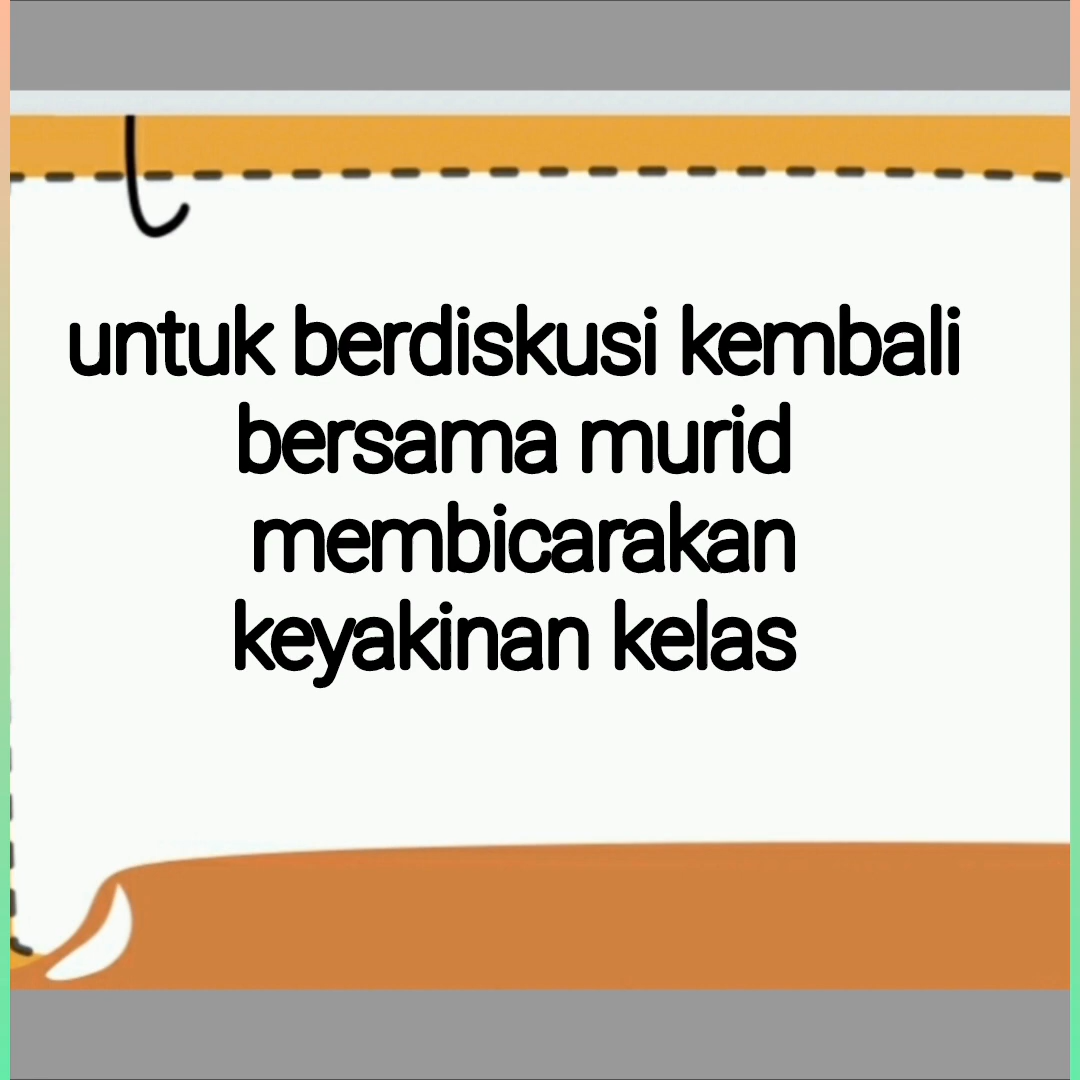 untuk berdiskusi kembali
bersama murid
membicarakan
keyakinan kelas